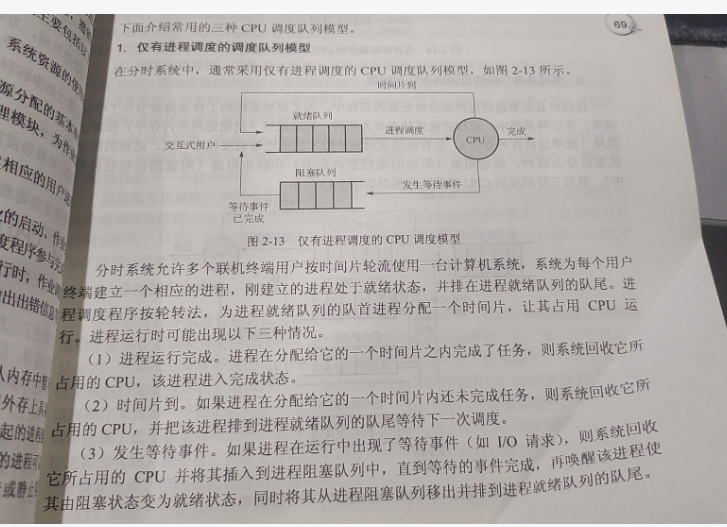 69
下面介绍常用的三种 CPU 调度队列模型。
1. 仅有进程调度的调度队列模型
在分时系统中，通常采用仅有进程调度的 CPU 调度队列模型，如图 2-13 所示。
时间片到
就绪队列
交互式用户
进程调度
CPU
完成
阻塞队列
发生等待事件
等待事件
已完成
图 2-13 仅有进程调度的 CPU 调度模型
分时系统允许多个联机终端用户按时间片轮流使用一台计算机系统，系统为每个用户
终端建立一个相应的进程，刚建立的进程处于就绪状态，并排在进程就绪队列的队尾。进
程调度程序按轮转法，为进程就绪队列的队首进程分配一个时间片，让其占用 CPU 运
行。进程运行时可能出现以下三种情况。
（1）进程运行完成。进程在分配给它的一个时间片之内完成了任务，则系统回收它所
占用的 CPU，该进程进入完成状态。
（2）时间片到。如果进程在分配给它的一个时间片内还未完成任务，则系统回收它所
占用的 CPU，并把该进程排到进程就绪队列的队尾等待下一次调度。
（3）发生等待事件。如果进程在运行中出现了等待事件（如 I/O 请求），则系统回收
它所占用的 CPU 并将其插入到进程阻塞队列中，直到等待的事件完成，再唤醒该进程使
其由阻塞状态变为就绪状态，同时将其从进程阻塞队列移出并排到进程就绪队列的队尾。
主要包括以
系统资源的使
源分配的基本
理模块，为作业
相应的用户进
的启动、作业
度程序参与完
行时，作业
出出错信息
人内存中
外存上
起的进程
的进程可
或静止